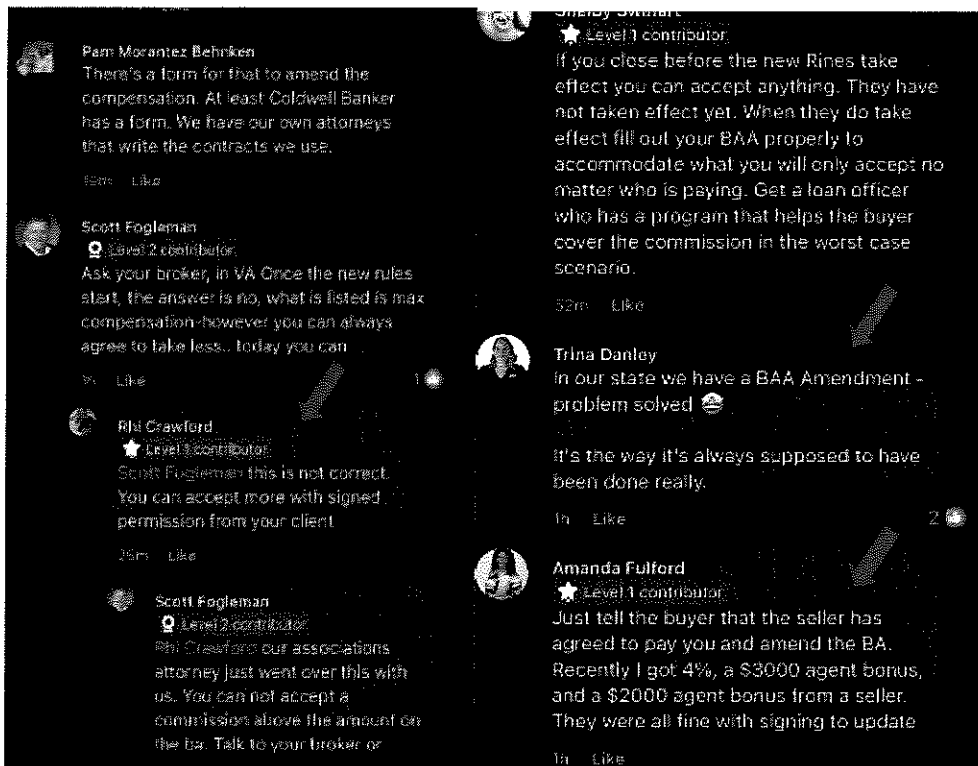 Pam Morantez Behnken
There's a form for that to amend the
compensation. At least Coldwell Banker
has a form. We have our own attorneys
that write the contracts we use.
Like
Scott Fogleman
Level 2 contributor
Ask your broker, in VA Once the new rules
start, the answer is no, what is listed is max
compensation-however you can always
agree to take less.. today you can
Like
1
Rhi Crawford
Level 1 contributor
Scott Fogleman this is not correct.
You can accept more with signed
permission from your client
Like
Scott Fogleman
Level 2 contributor
Rhi Crawford our associations
attorney just went over this with
us. You can not accept a
commission above the amount on
the ba. Talk to your broker or
Level 1 contributor
If you close before the new Rines take
effect you can accept anything. They have
not taken effect yet. When they do take
effect fill out your BAA properly to
accommodate what you will only accept no
matter who is paying. Get a loan officer
who has a program that helps the buyer
cover the commission in the worst case
scenario.
52m Like
Trina Danley
In our state we have a BAA Amendment -
problem solved
It's the way it's always supposed to have
been done really.
1h Like
2
Amanda Fulford
Level 1 contributor
Just tell the buyer that the seller has
agreed to pay you and amend the BA.
Recently I got 4%, a $3000 agent bonus,
and a $2000 agent bonus from a seller.
They were all fine with signing to update
1h Like